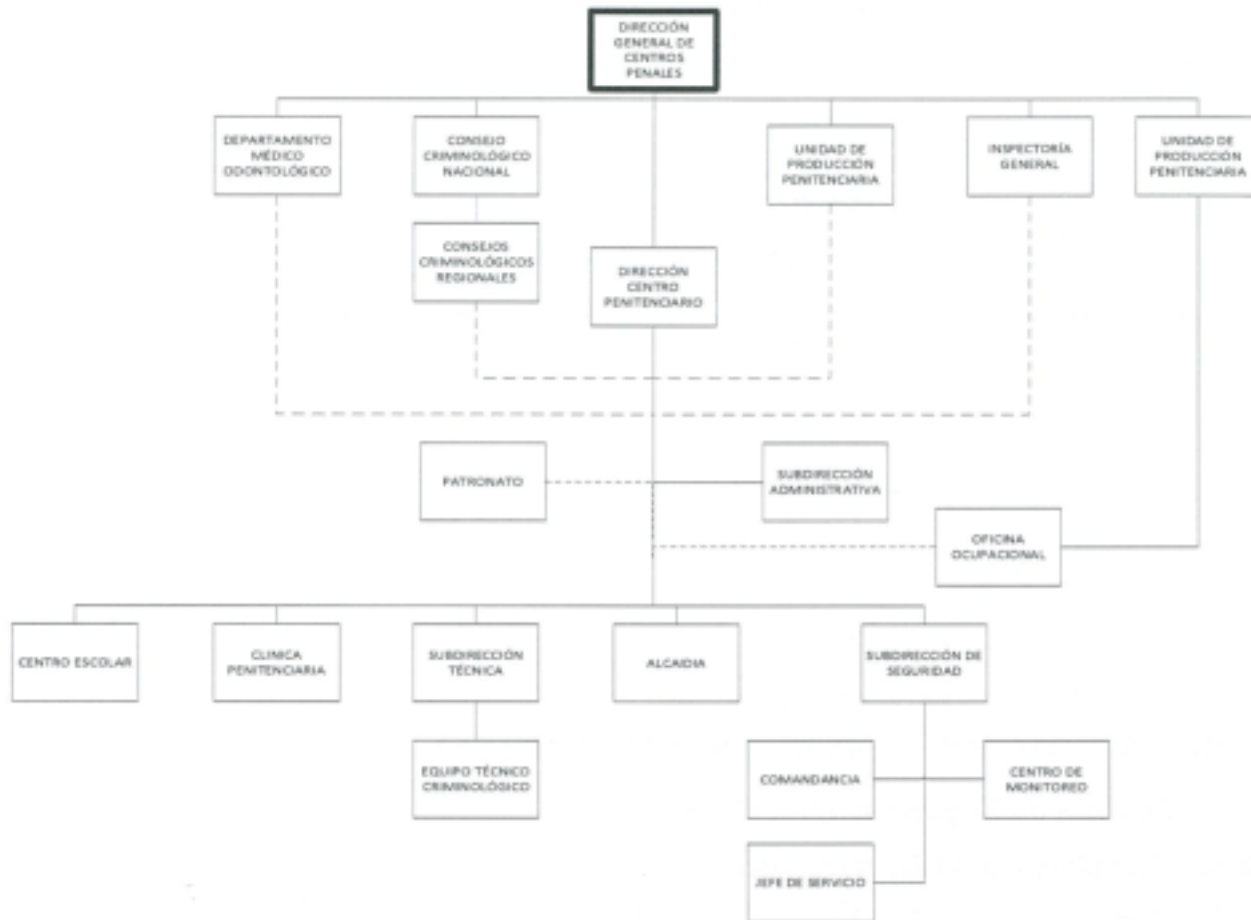 DIRECCIÓN
GENERAL DE
CENTROS
PENALES
DEPARTAMENTO
MÉDICO
ODONTOLÓGICO
CONSEJO
CRIMINOLÓGICO
NACIONAL
UNIDAD DE
PRODUCCIÓN
PENITENCIARIA
INSPECTORÍA
GENERAL
UNIDAD DE
PRODUCCIÓN
PENITENCIARIA
CONSEJOS
CRIMINOLÓGICOS
REGIONALES
DIRECCIÓN
CENTRO
PENITENCIARIO
PATRONATO
SUBDIRECCIÓN
ADMINISTRATIVA
OFICINA
OCUPACIONAL
CENTRO ESCOLAR
CLINICA
PENITENCIARIA
SUBDIRECCIÓN
TÉCNICA
ALCAIDIA
SUBDIRECCIÓN DE
SEGURIDAD
EQUIPO TÉCNICO
CRIMINOLÓGICO
COMANDANCIA
CENTRO DE
MONITOREO
JEFE DE SERVICIO